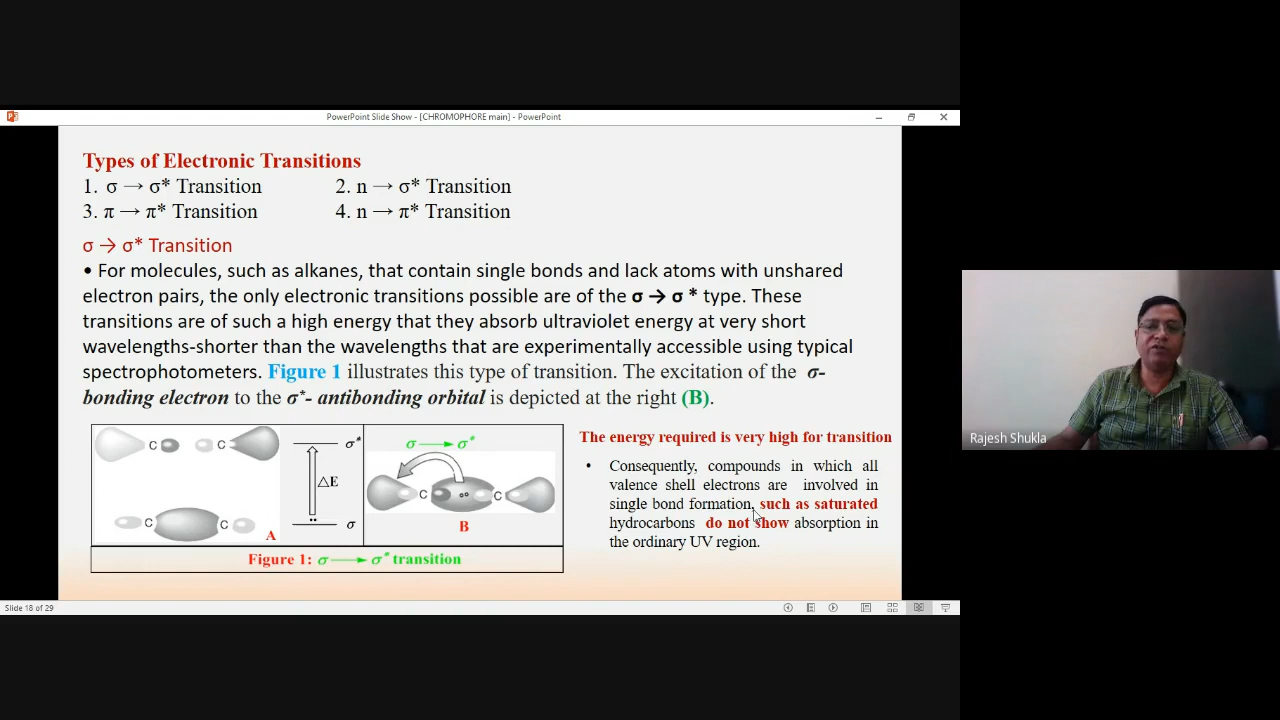 PowerPoint Slide Show - [CHROMOPHORE main] - PowerPoint
Types of Electronic Transitions
1. σ → σ* Transition 2. n → σ* Transition
3. π → π* Transition 4. n → π* Transition
σ → σ* Transition
• For molecules, such as alkanes, that contain single bonds and lack atoms with unshared
electron pairs, the only electronic transitions possible are of the σ → σ * type. These
transitions are of such a high energy that they absorb ultraviolet energy at very short
wavelengths-shorter than the wavelengths that are experimentally accessible using typical
spectrophotometers. Figure 1 illustrates this type of transition. The excitation of the σ-
bonding electron to the σ*- antibonding orbital is depicted at the right (B).
C C σ*
△E
C C σ
A
σ → σ*
C C
B
Figure 1: σ → σ* transition
The energy required is very high for transition
• Consequently, compounds in which all
valence shell electrons are involved in
single bond formation, such as saturated
hydrocarbons do not show absorption in
the ordinary UV region.
Slide 18 of 29
Rajesh Shukla